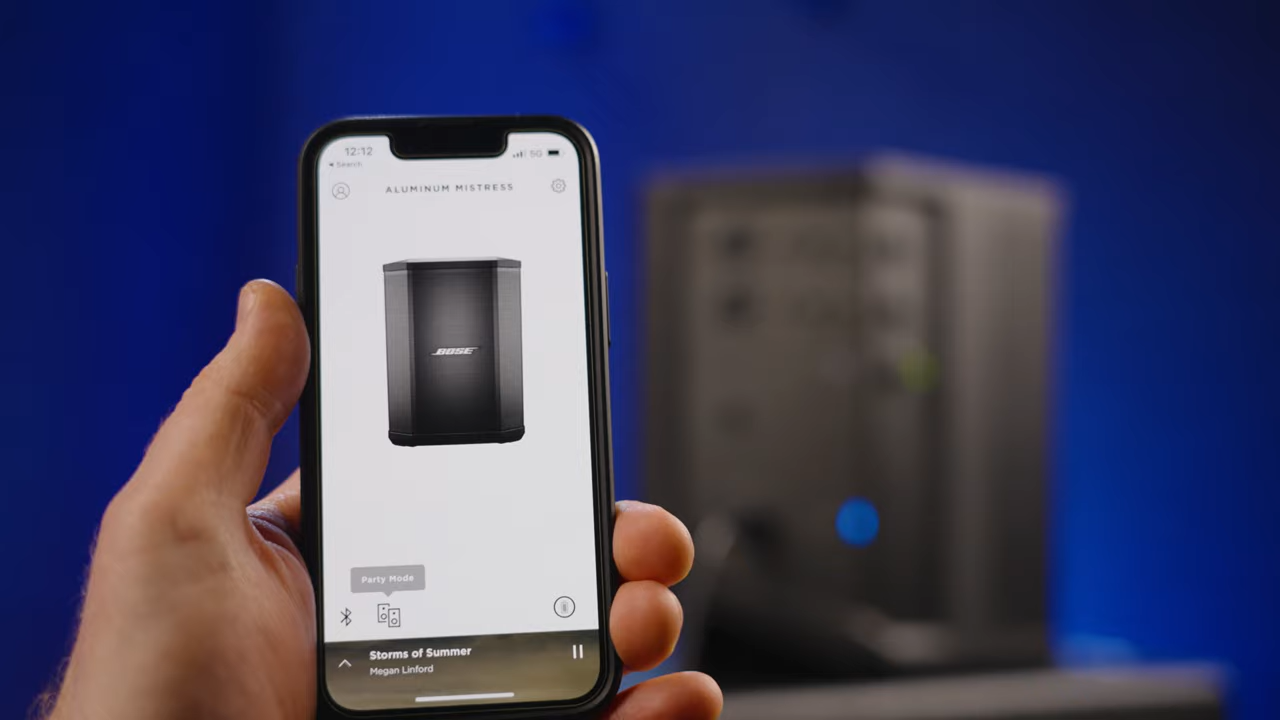 12:12
5G
Search
ALUMINUM MISTRESS
BOSE
Party Mode
Storms of Summer
Megan Linford